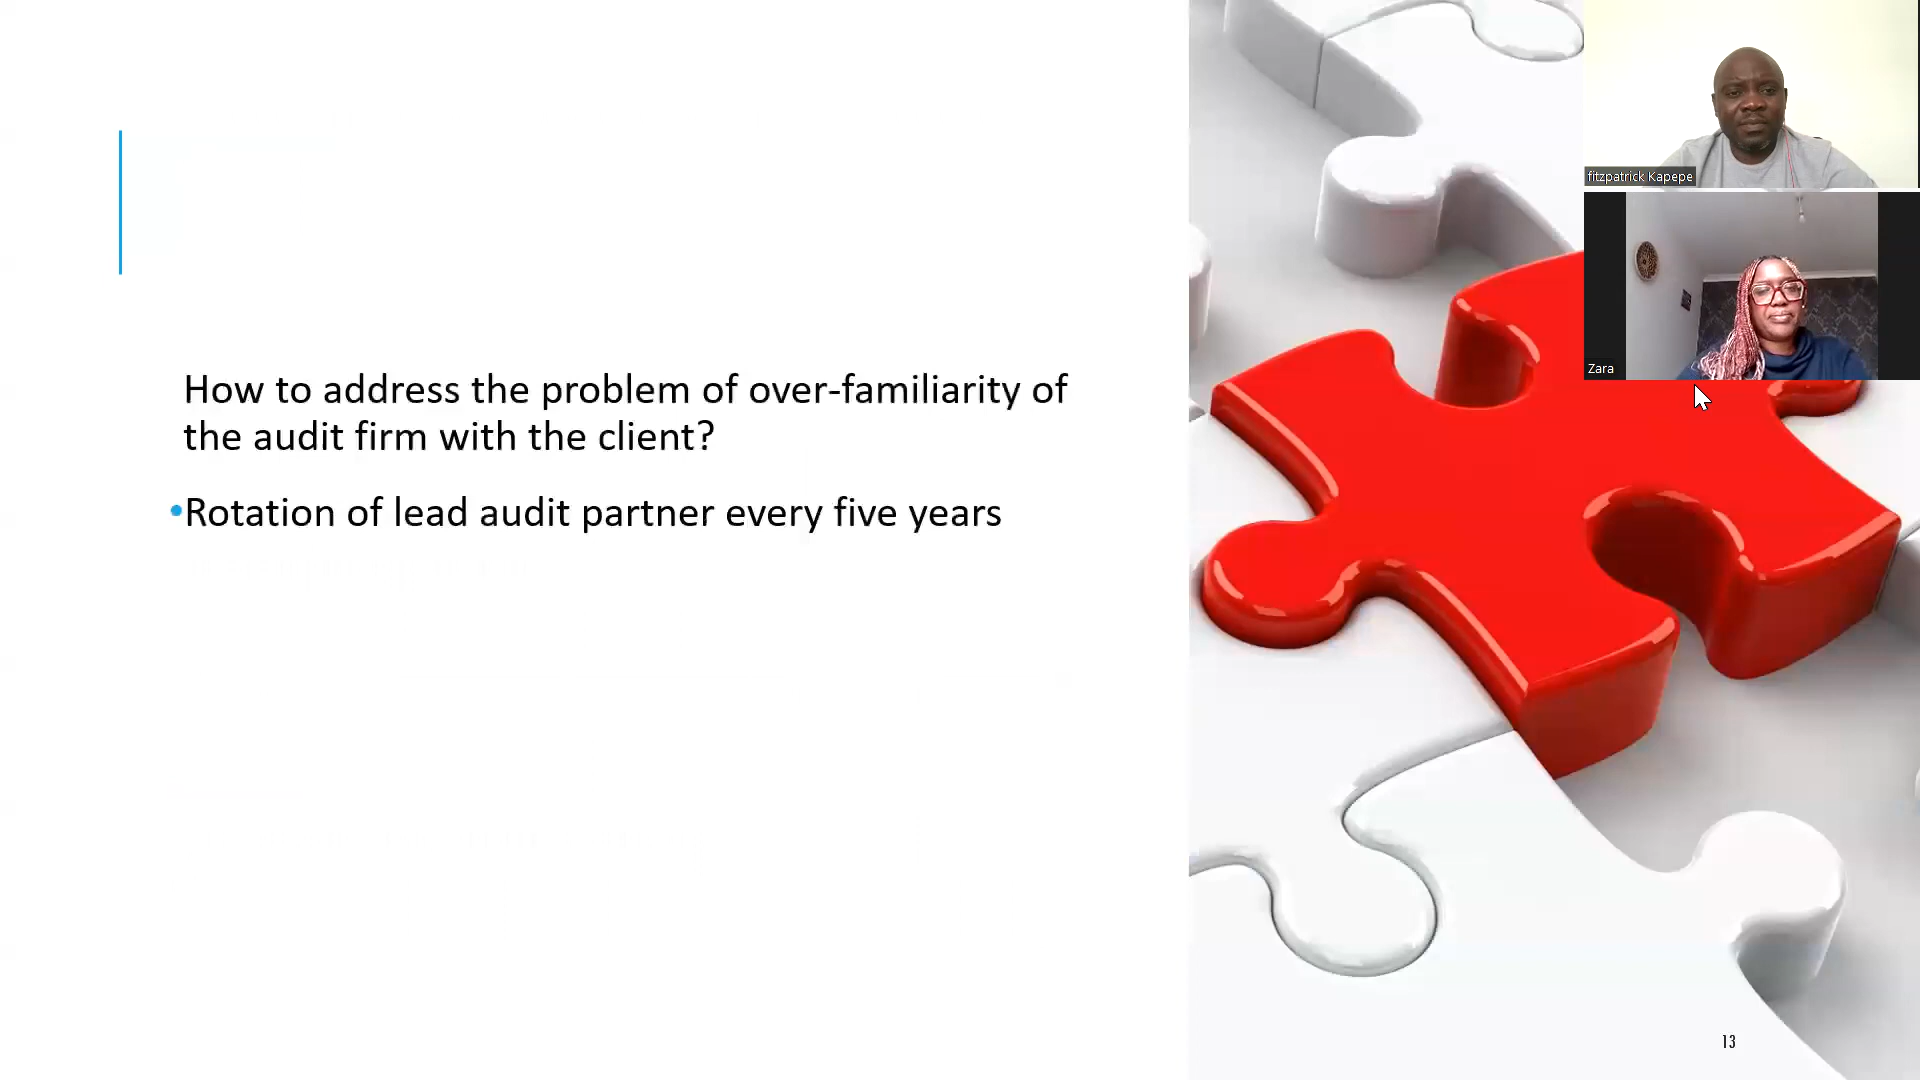 How to address the problem of over-familiarity of
the audit firm with the client?
•Rotation of lead audit partner every five years
fitzpatrick Kapepe
Zara
13